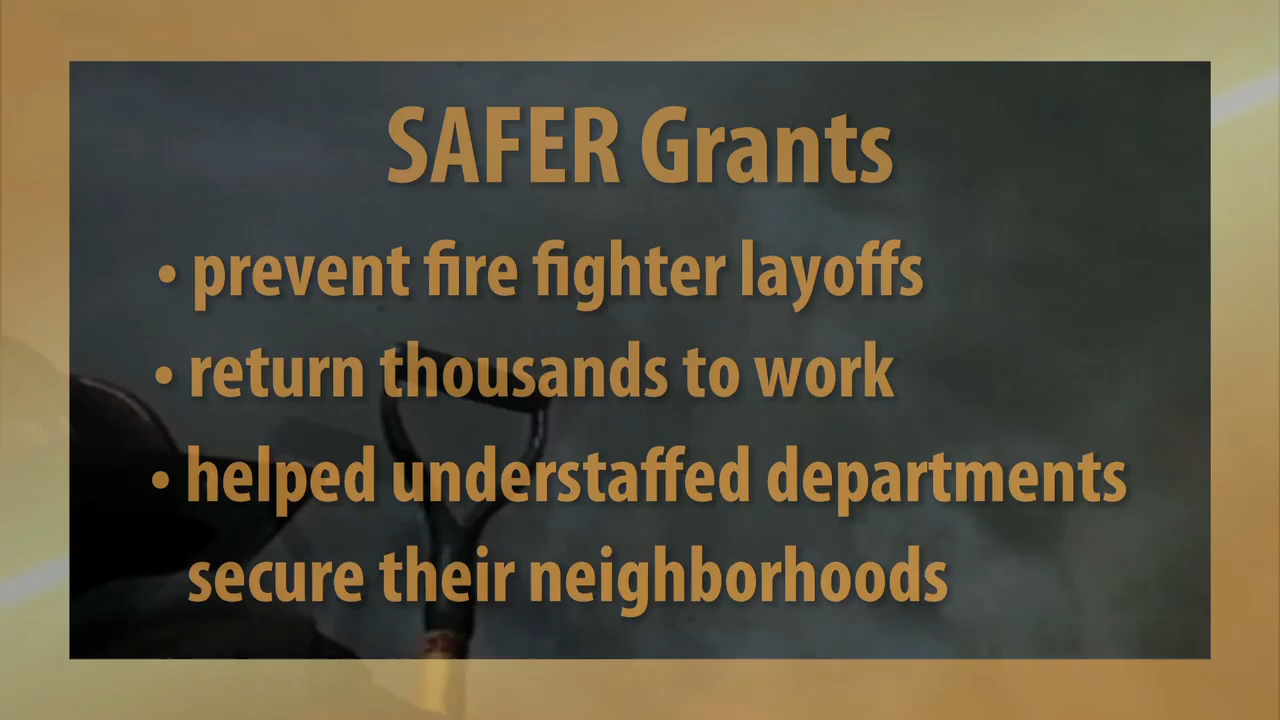 SAFER Grants
• prevent fire fighter layoffs
• return thousands to work
• helped understaffed departments
secure their neighborhoods